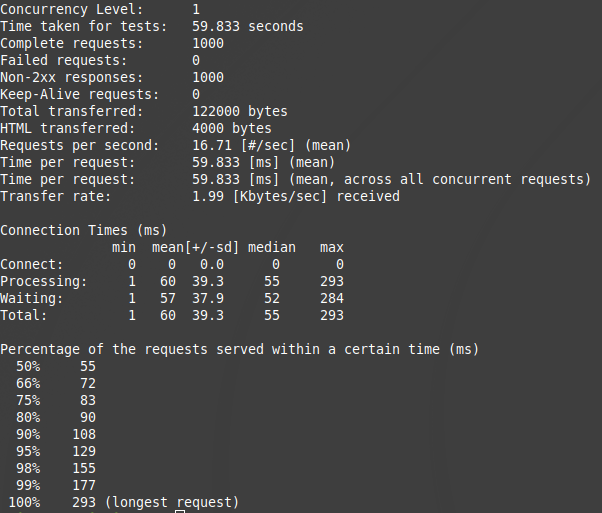 Concurrency Level:      1
Time taken for tests:   59.833 seconds
Complete requests:      1000
Failed requests:        0
Non-2xx responses:      1000
Keep-Alive requests:    0
Total transferred:      122000 bytes
HTML transferred:       4000 bytes
Requests per second:    16.71 [#/sec] (mean)
Time per request:       59.833 [ms] (mean)
Time per request:       59.833 [ms] (mean, across all concurrent requests)
Transfer rate:          1.99 [Kbytes/sec] received

Connection Times (ms)
              min  mean[+/-sd] median   max
Connect:        0    0   0.0      0       0
Processing:     1   60  39.3     55     293
Waiting:        1   57  37.9     52     284
Total:          1   60  39.3     55     293

Percentage of the requests served within a certain time (ms)
  50%     55
  66%     72
  75%     83
  80%     90
  90%    108
  95%    129
  98%    155
  99%    177
 100%    293 (longest request)